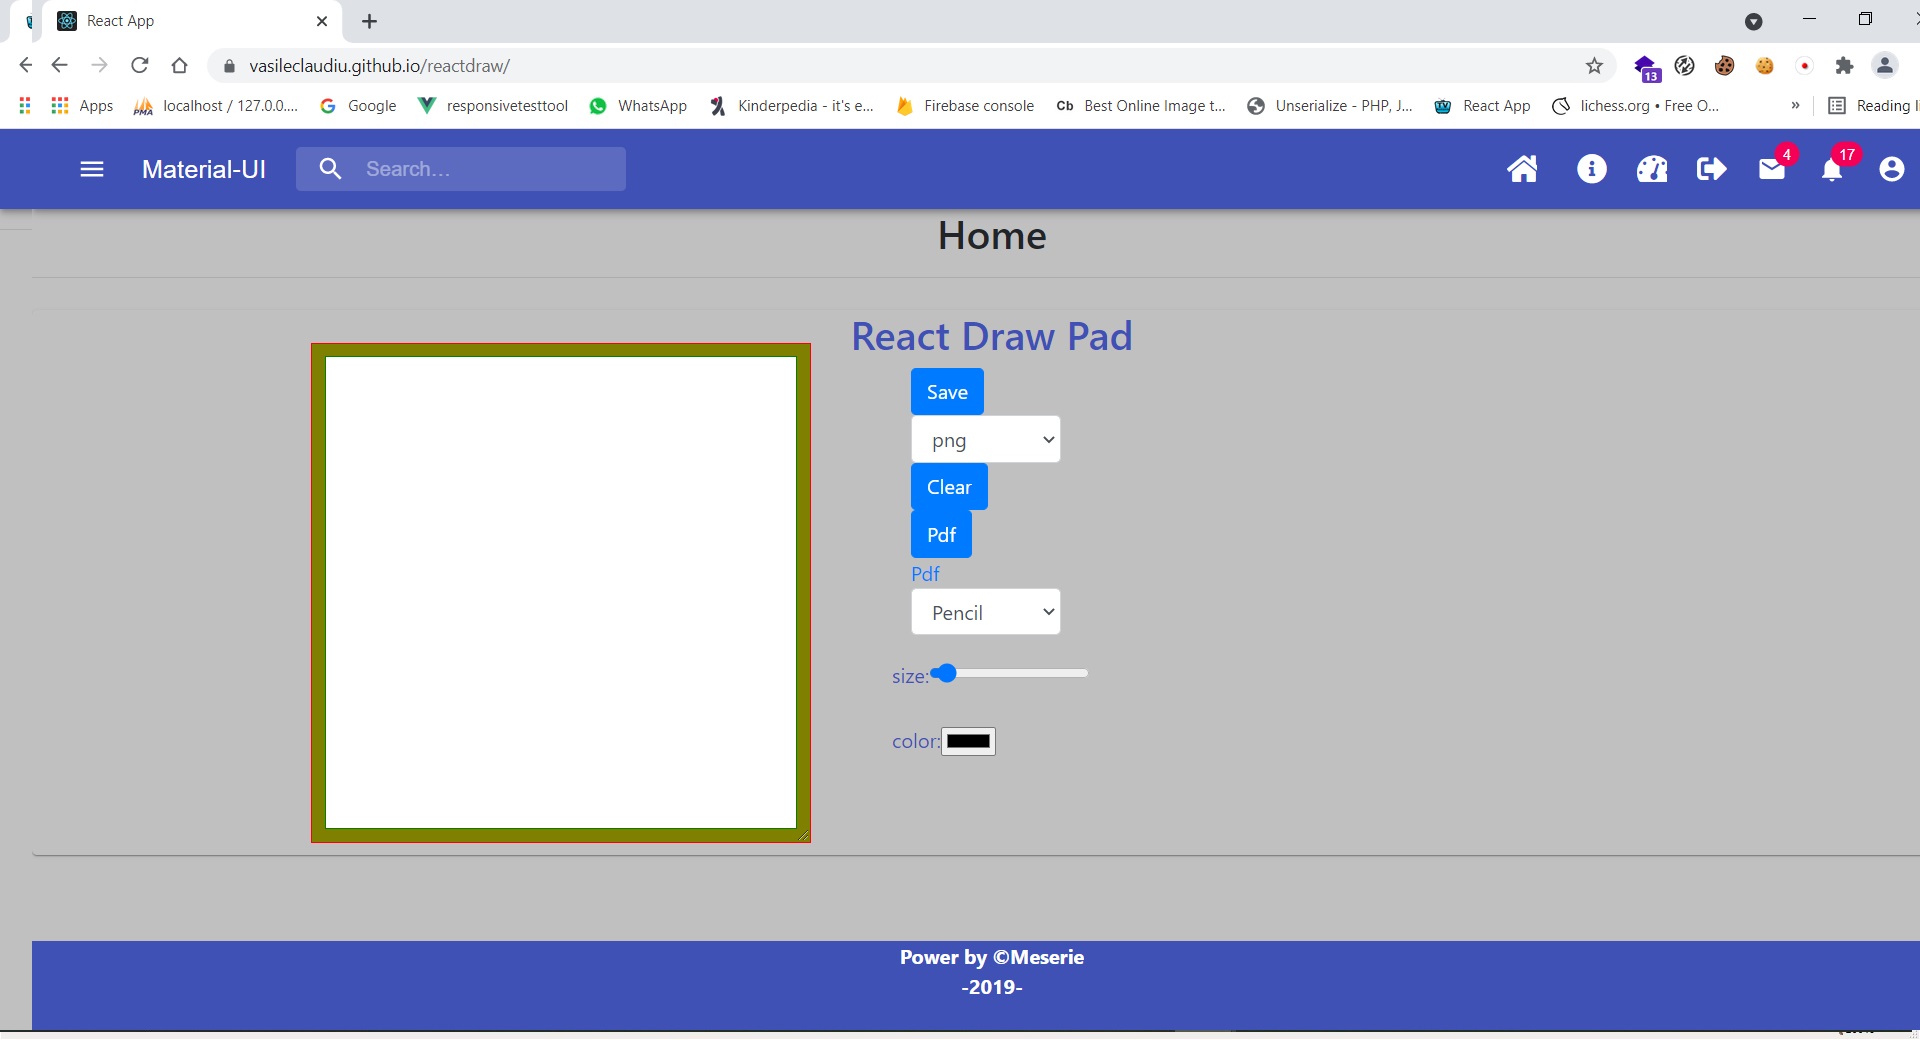 React App
vasileclaudiu.github.io/reactdraw/
13
Apps
PMA localhost / 127.0.0....
Google
responsivetesttool
WhatsApp
Kinderpedia - it's e...
Firebase console
Cb Best Online Image t...
Unserialize - PHP, J...
React App
lichess.org • Free O...
»
Reading li
Material-UI
Search...
4
17
Home
React Draw Pad
Save
png
Clear
Pdf
Pdf
Pencil
size:
color:
Power by ©Meserie
-2019-